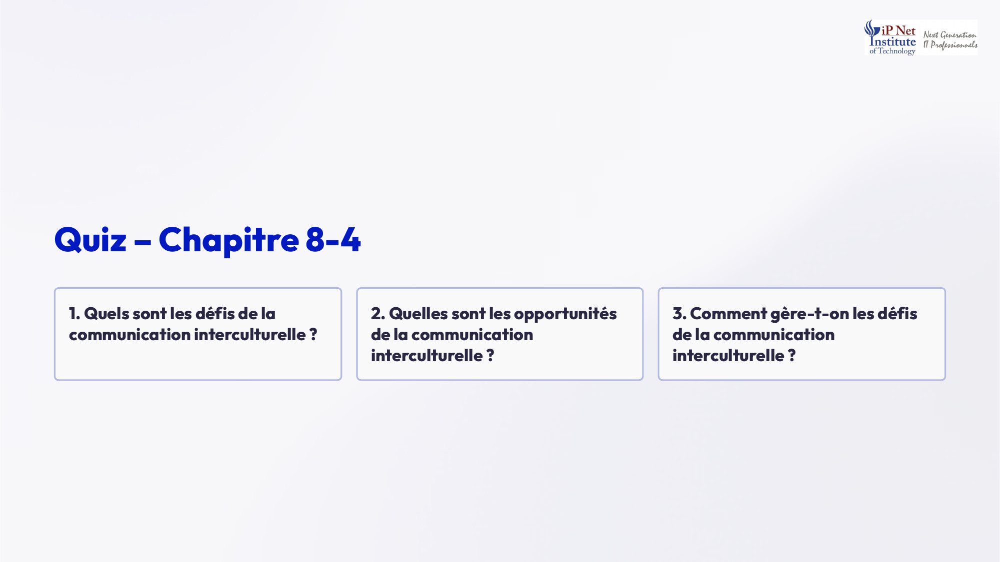 iP Net
Institute
of Technology
Next Generation
IT Professionnels
Quiz – Chapitre 8-4
1. Quels sont les défis de la
communication interculturelle ?
2. Quelles sont les opportunités
de la communication
interculturelle ?
3. Comment gère-t-on les défis
de la communication
interculturelle ?